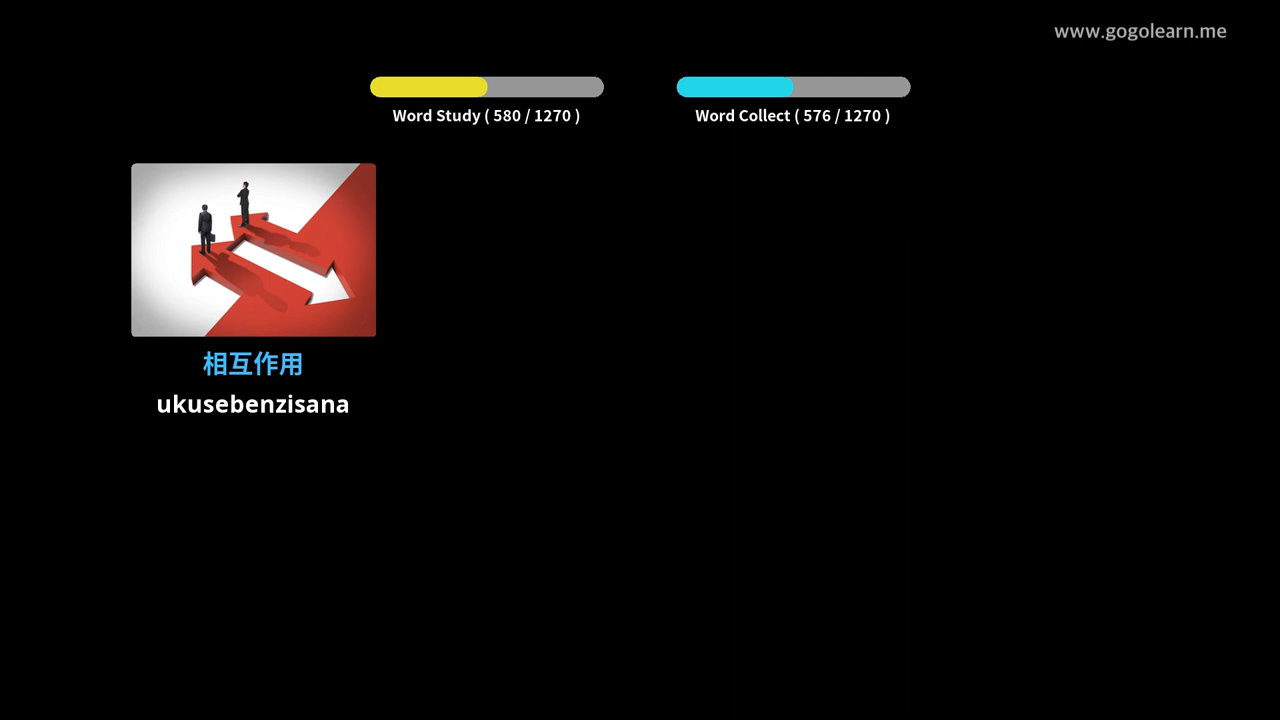 www.gogolearn.me
Word Study ( 580 / 1270 )
Word Collect ( 576 / 1270 )
相互作用
ukusebenzisana